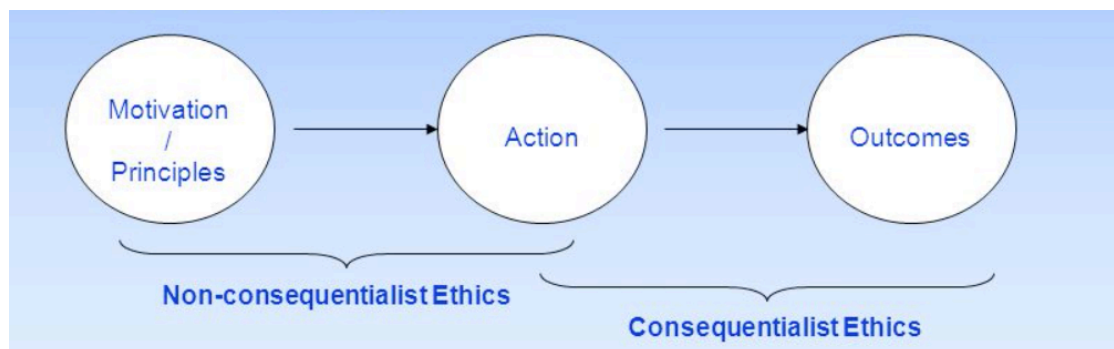 Motivation
/
Principles
Action
Outcomes
Non-consequentialist Ethics
Consequentialist Ethics